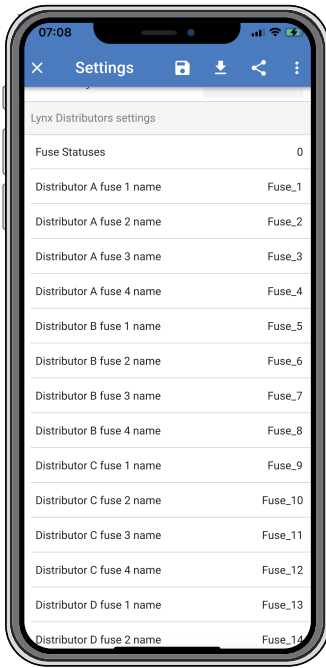 07:08
Settings
Lynx Distributors settings
Fuse Statuses 0
Distributor A fuse 1 name Fuse_1
Distributor A fuse 2 name Fuse_2
Distributor A fuse 3 name Fuse_3
Distributor A fuse 4 name Fuse_4
Distributor B fuse 1 name Fuse_5
Distributor B fuse 2 name Fuse_6
Distributor B fuse 3 name Fuse_7
Distributor B fuse 4 name Fuse_8
Distributor C fuse 1 name Fuse_9
Distributor C fuse 2 name Fuse_10
Distributor C fuse 3 name Fuse_11
Distributor C fuse 4 name Fuse_12
Distributor D fuse 1 name Fuse_13
Distributor D fuse 2 name Fuse_14